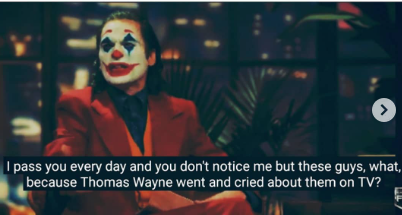 I pass you every day and you don't notice me but these guys, what,
because Thomas Wayne went and cried about them on TV?